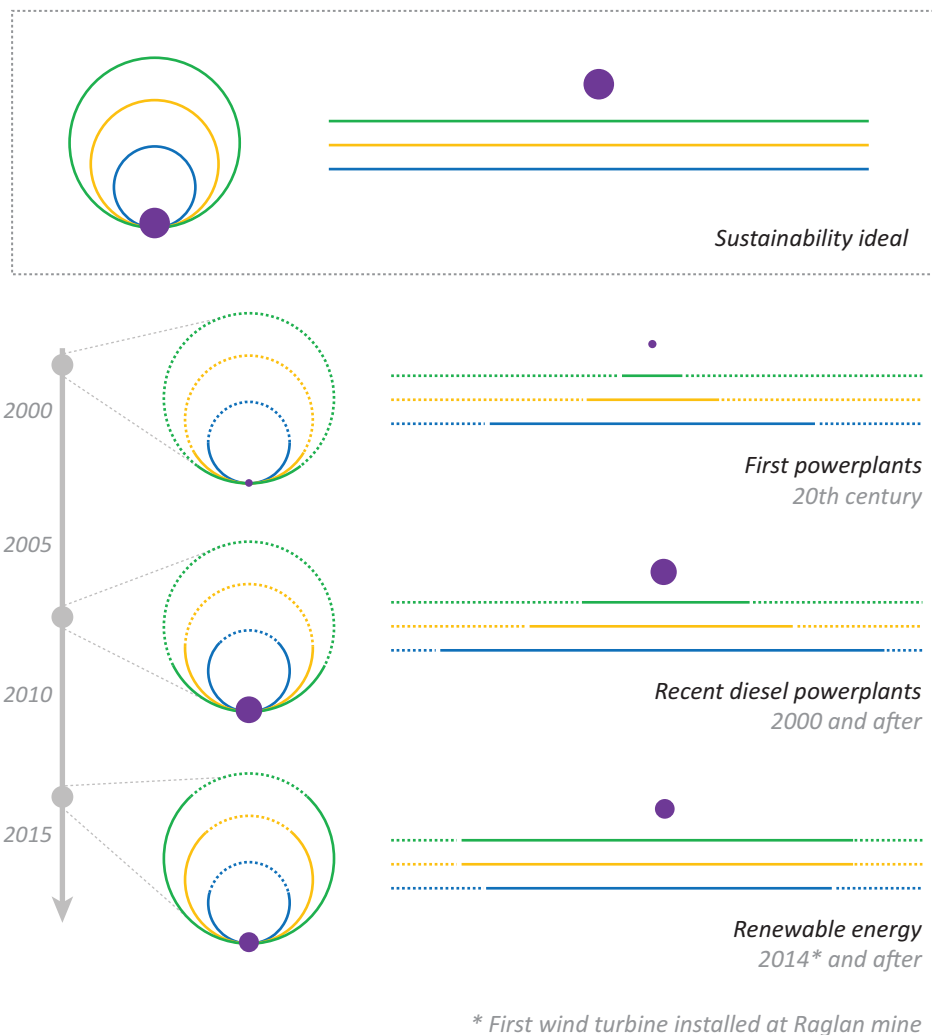 Sustainability ideal
2000
First powerplants
20th century
2005
2010
Recent diesel powerplants
2000 and after
2015
Renewable energy
2014* and after
* First wind turbine installed at Raglan mine